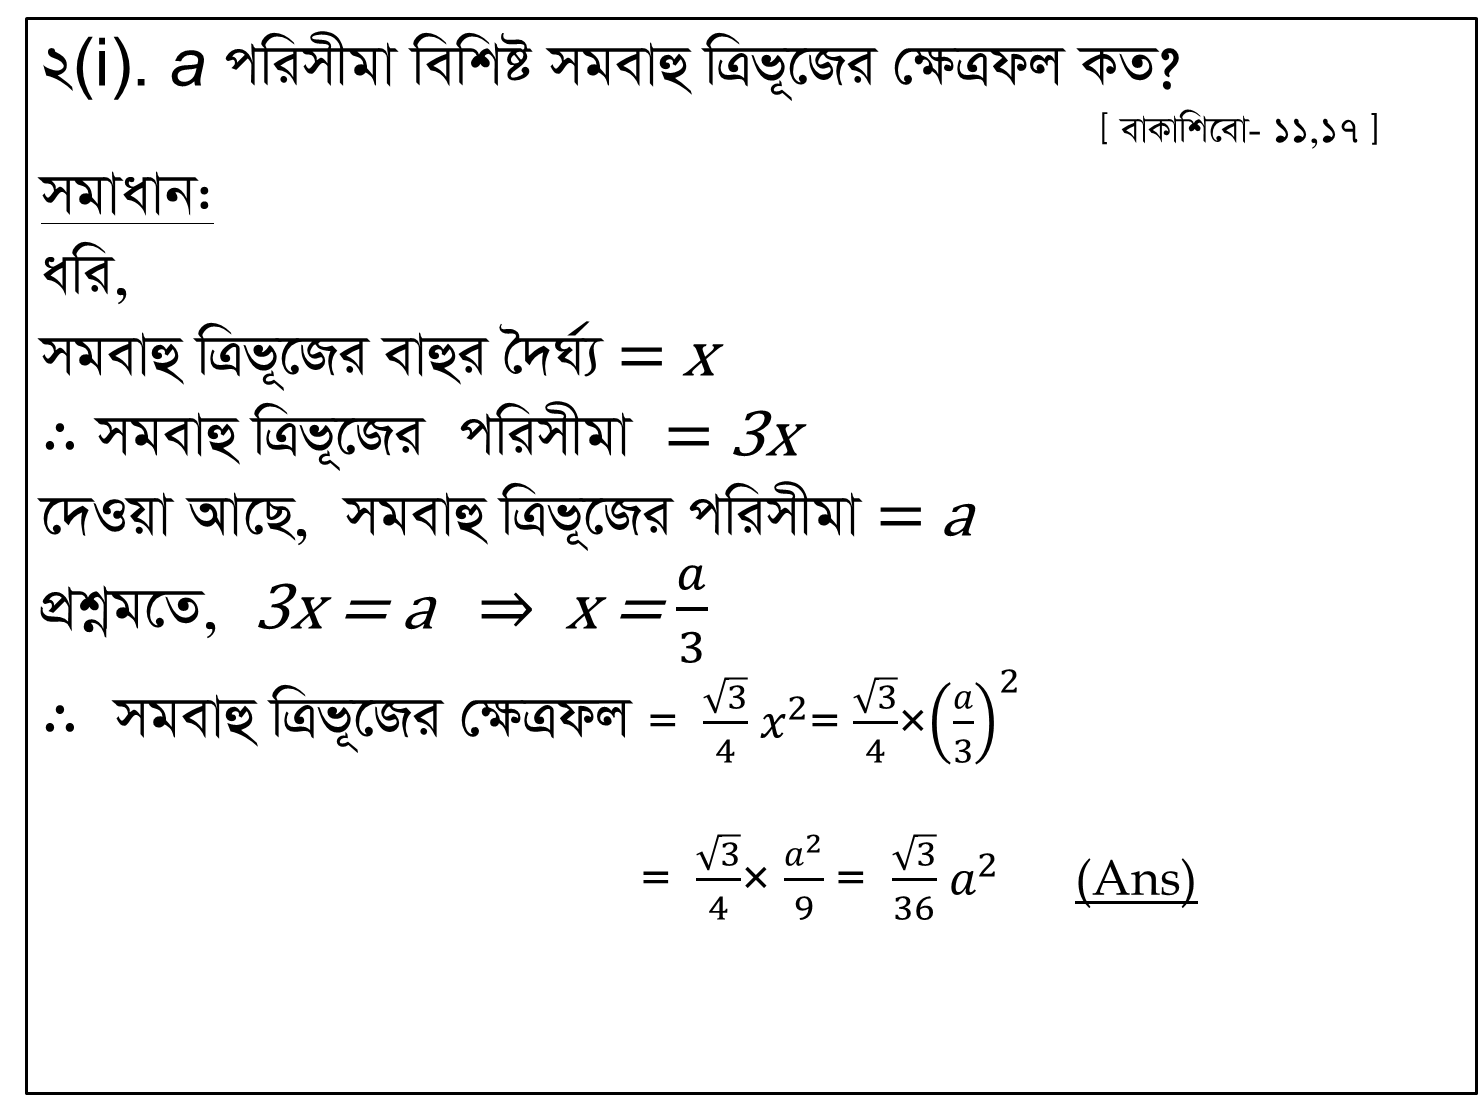 ২(i). a পরিসীমা বিশিষ্ট সমবাহু ত্রিভূজের ক্ষেত্রফল কত?
[ বাকাশিবো- ১১,১৭ ]
সমাধানঃ
ধরি,
সমবাহু ত্রিভূজের বাহুর দৈর্ঘ্য = x
∴ সমবাহু ত্রিভূজের পরিসীমা = 3x
দেওয়া আছে, সমবাহু ত্রিভূজের পরিসীমা = a
প্রশ্নমতে, 3x = a ⇒ x = a/3
∴ সমবাহু ত্রিভূজের ক্ষেত্রফল = √3/4 x² = √3/4 × (a/3)²
= √3/4 × a²/9 = √3/36 a² (Ans)